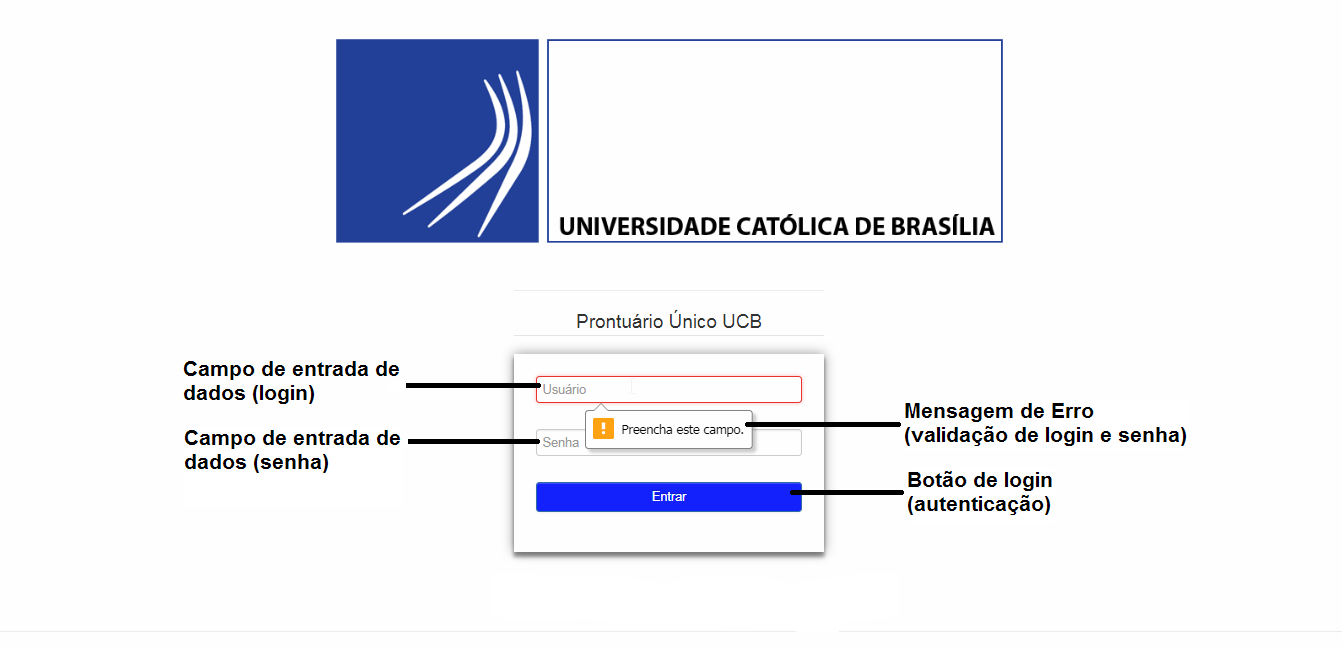 UNIVERSIDADE CATÓLICA DE BRASÍLIA
Prontuário Único UCB
Campo de entrada de
dados (login)
Usuário
Preencha este campo.
Mensagem de Erro
(validação de login e senha)
Campo de entrada de
dados (senha)
Senha
Botão de login
(autenticação)
Entrar